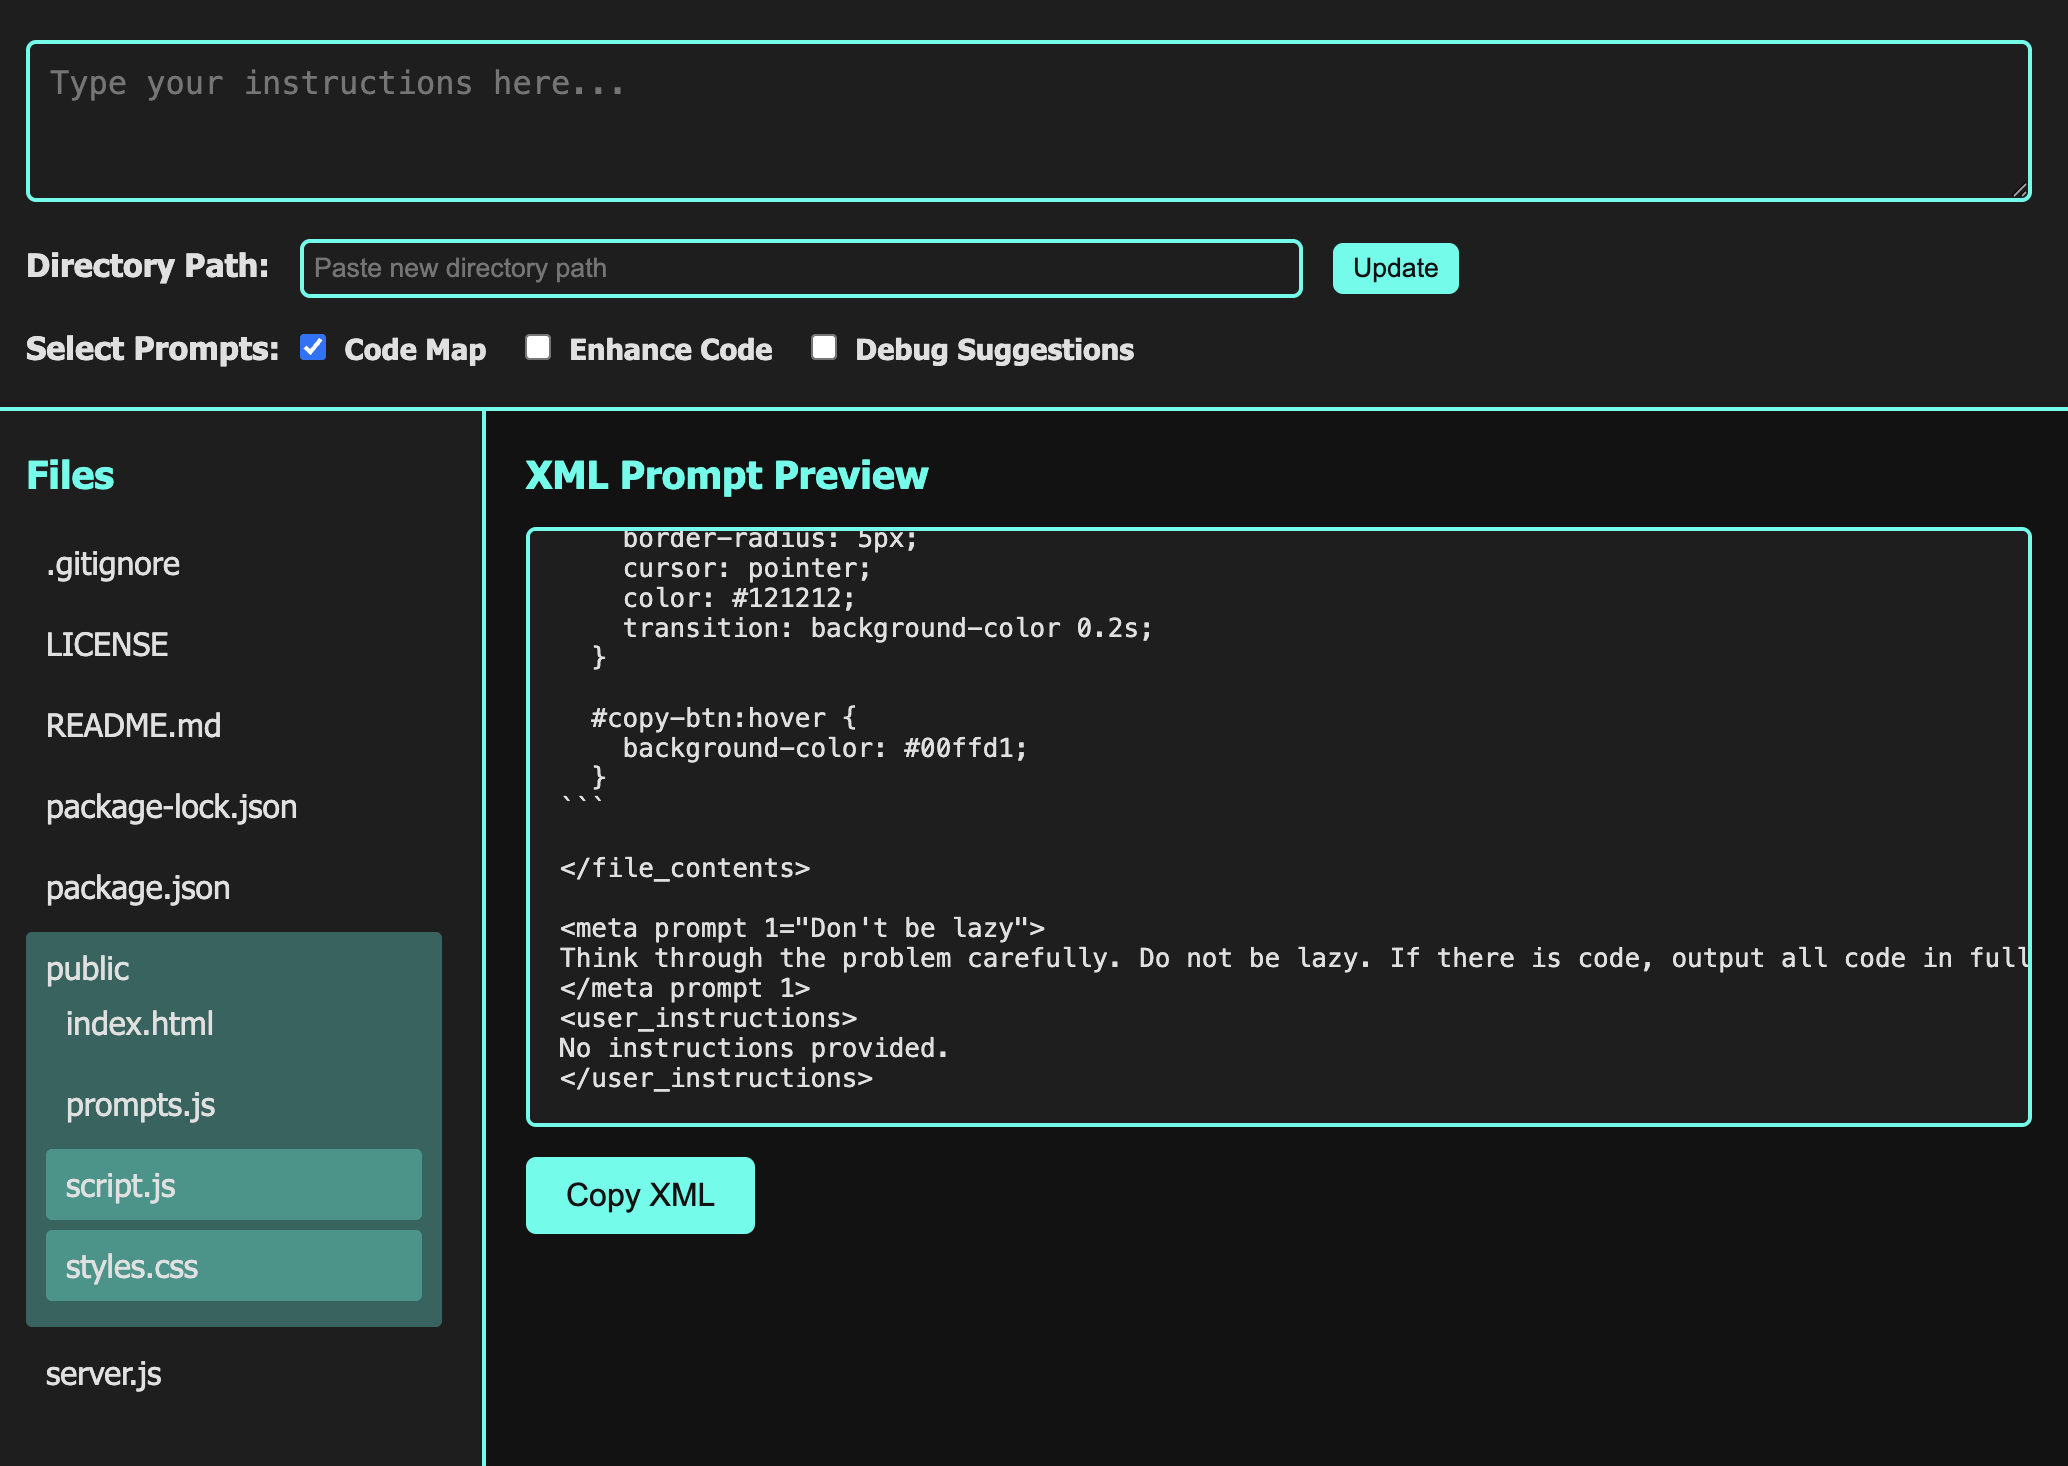 Type your instructions here...
Directory Path: Paste new directory path Update
Select Prompts: Code Map Enhance Code Debug Suggestions
Files
.gitignore
LICENSE
README.md
package-lock.json
package.json
public
index.html
prompts.js
script.js
styles.css
server.js
XML Prompt Preview
border-radius: 5px;
cursor: pointer;
color: #121212;
transition: background-color 0.2s;
}
#copy-btn:hover {
background-color: #00ffd1;
}
```
</file_contents>
<meta prompt 1="Don't be lazy">
Think through the problem carefully. Do not be lazy. If there is code, output all code in full
</meta prompt 1>
<user_instructions>
No instructions provided.
</user_instructions>
Copy XML